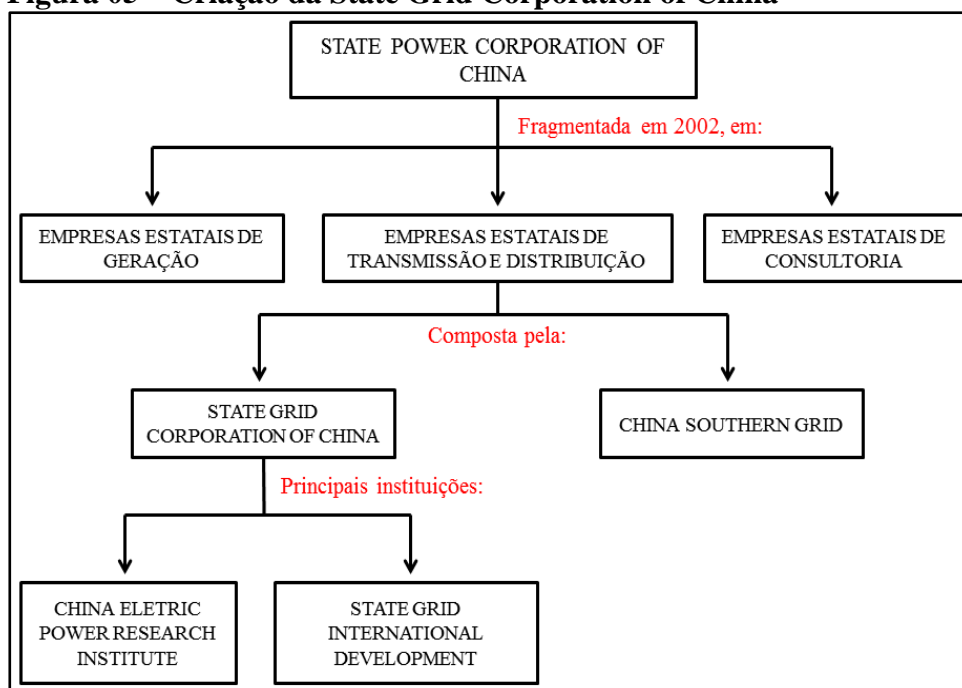 Figura 03 – Criação da State Grid Corporation of China
STATE POWER CORPORATION OF
CHINA
Fragmentada em 2002, em:
EMPRESAS ESTATAIS DE
GERAÇÃO
EMPRESAS ESTATAIS DE
TRANSMISSÃO E DISTRIBUIÇÃO
EMPRESAS ESTATAIS DE
CONSULTORIA
Composta pela:
STATE GRID
CORPORATION OF CHINA
CHINA SOUTHERN GRID
Principais instituições:
CHINA ELETRIC
POWER RESEARCH
INSTITUTE
STATE GRID
INTERNATIONAL
DEVELOPMENT